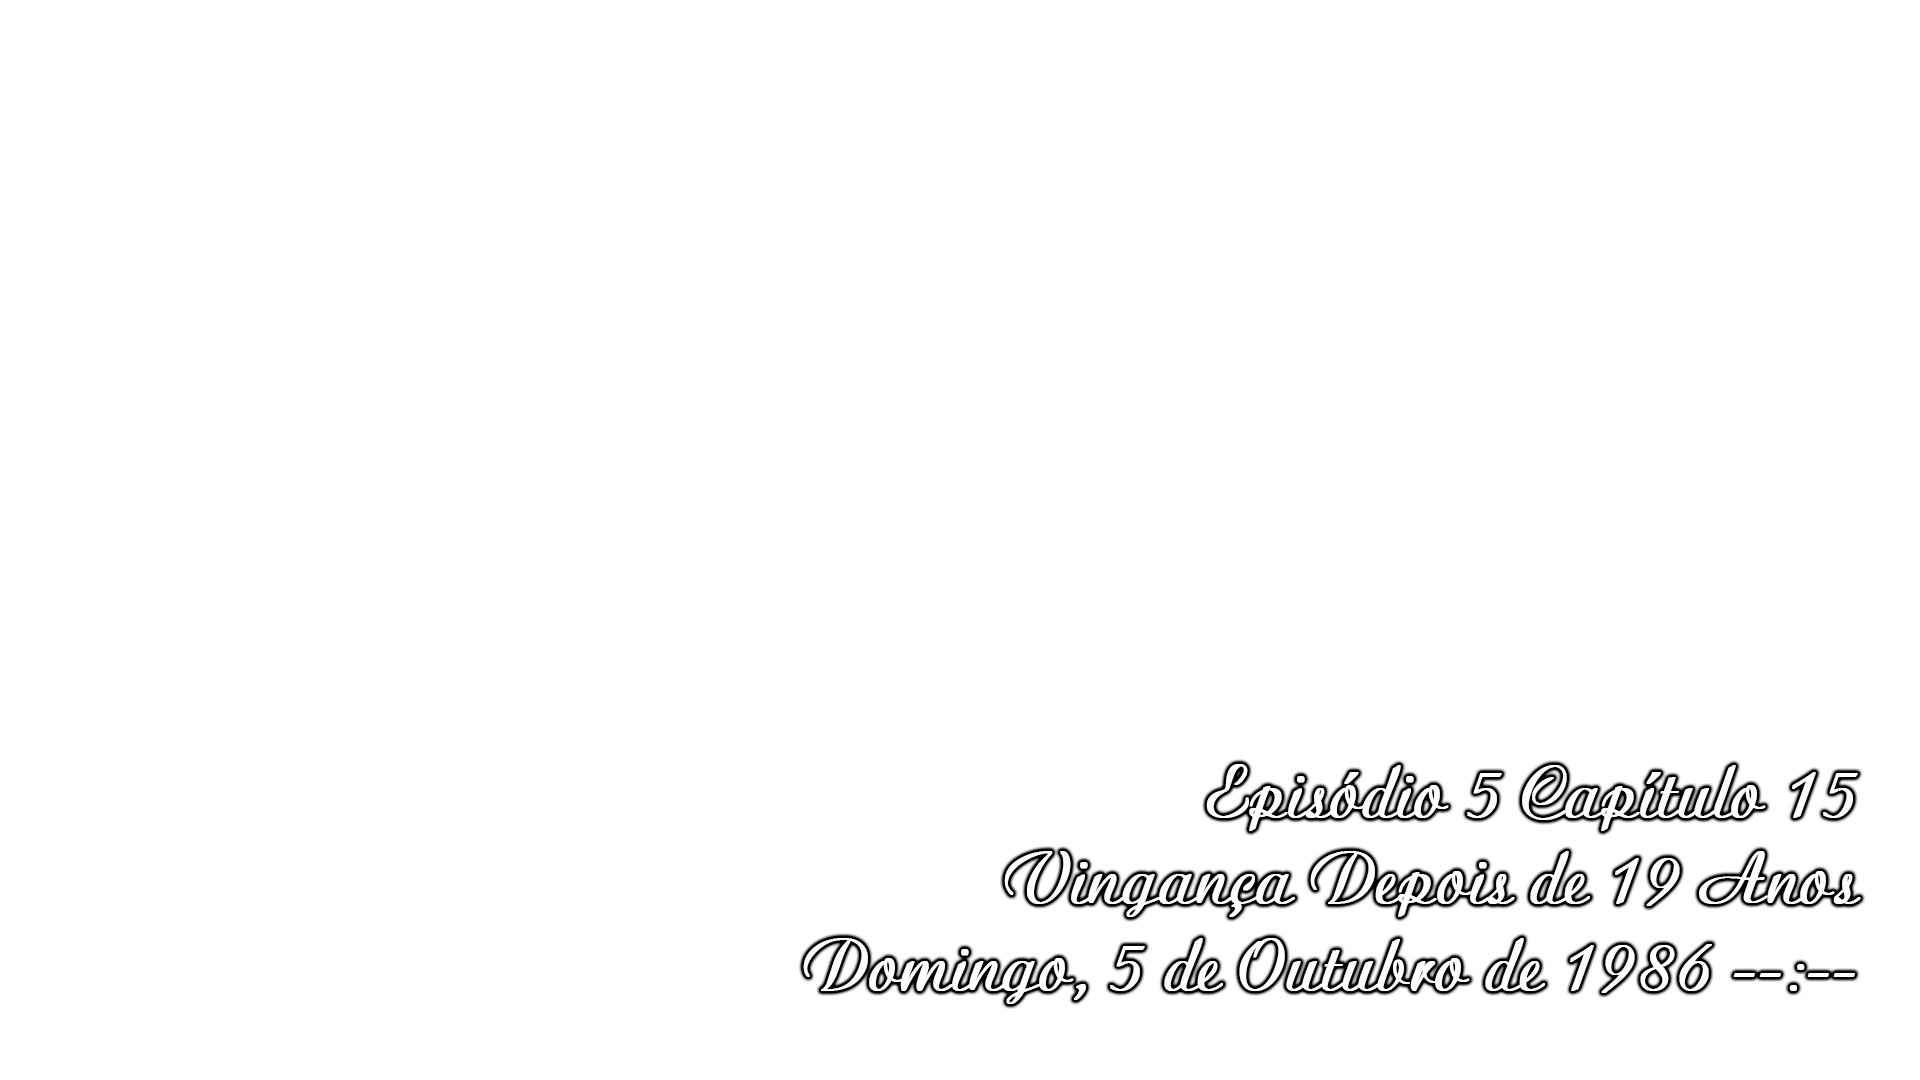 Episódio 5 Capítulo 15
Vingança Depois de 19 Anos
Domingo, 5 de Outubro de 1986 --:--